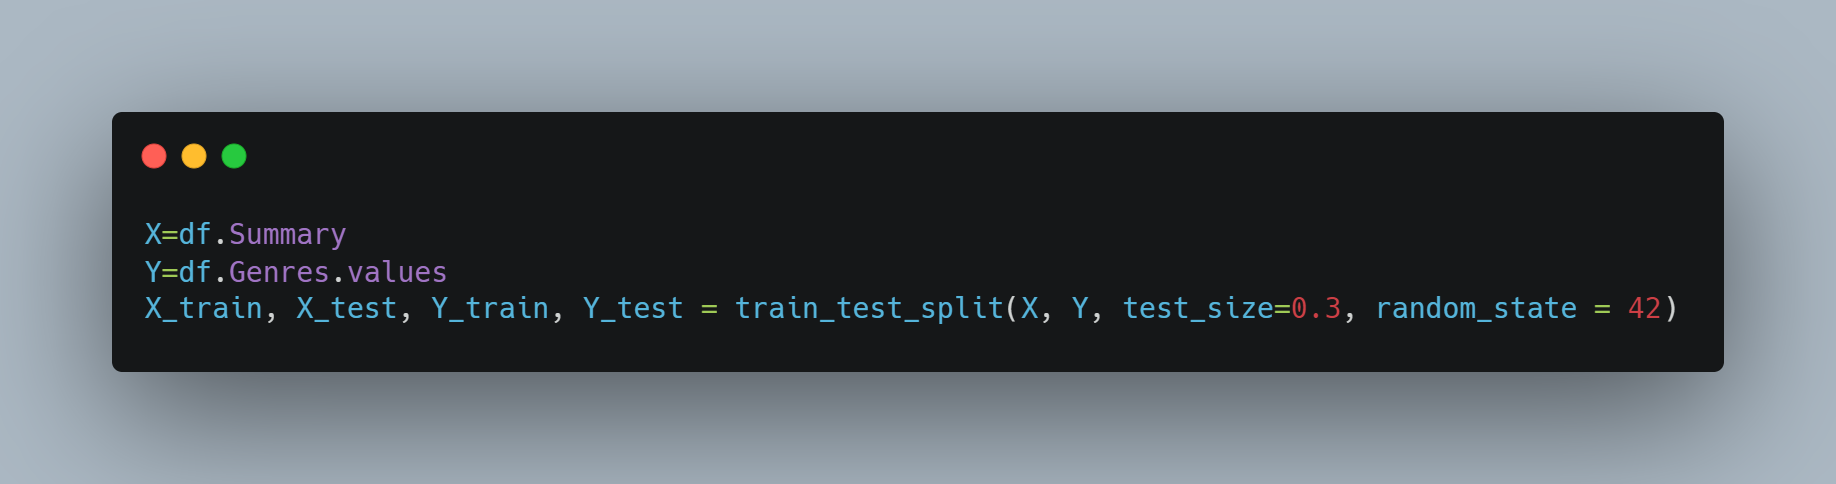 X=df.Summary
Y=df.Genres.values
X_train, X_test, Y_train, Y_test = train_test_split(X, Y, test_size=0.3, random_state = 42)